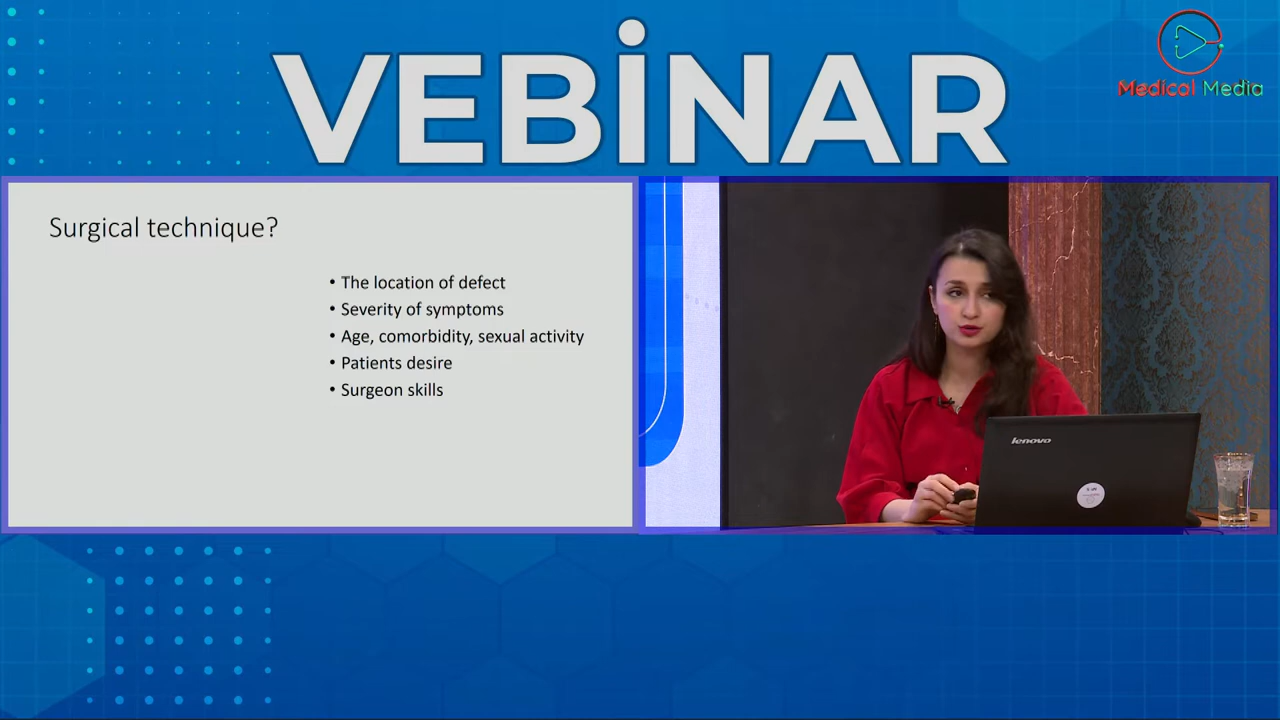 VEBİNAR
Medical Media
Surgical technique?
• The location of defect
• Severity of symptoms
• Age, comorbidity, sexual activity
• Patients desire
• Surgeon skills
lenovo